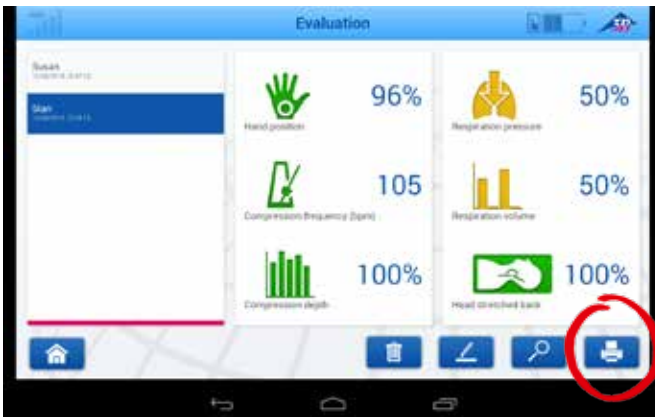 Evaluation
Susan
Stan
96%
Hand position
105
Compression frequency (bpm)
100%
Compression depth
50%
Respiration pressure
50%
Respiration volume
100%
Head stretched back